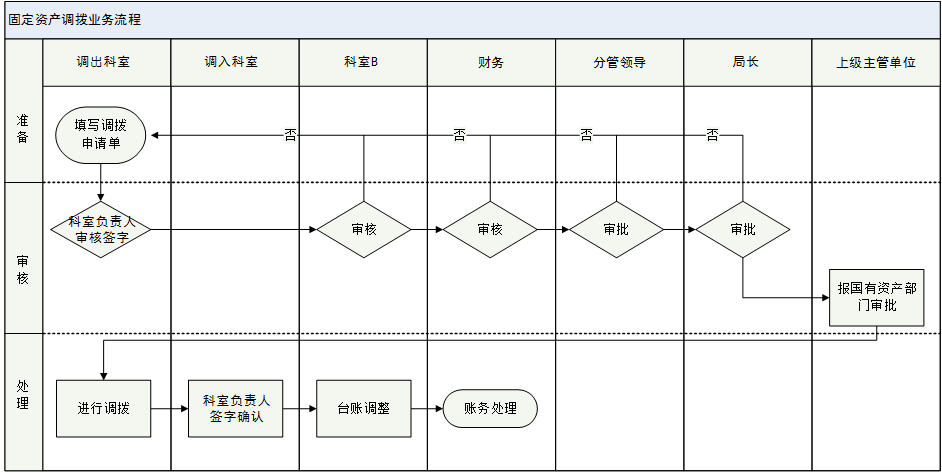 固定资产调拨业务流程
调出科室
调入科室
科室B
财务
分管领导
局长
上级主管单位
准
备
填写调拨
申请单
否
否
否
否
审
核
科室负责人
审核签字
审核
审核
审批
审批
报国有资产部
门审批
处
理
进行调拨
科室负责人
签字确认
台账调整
账务处理